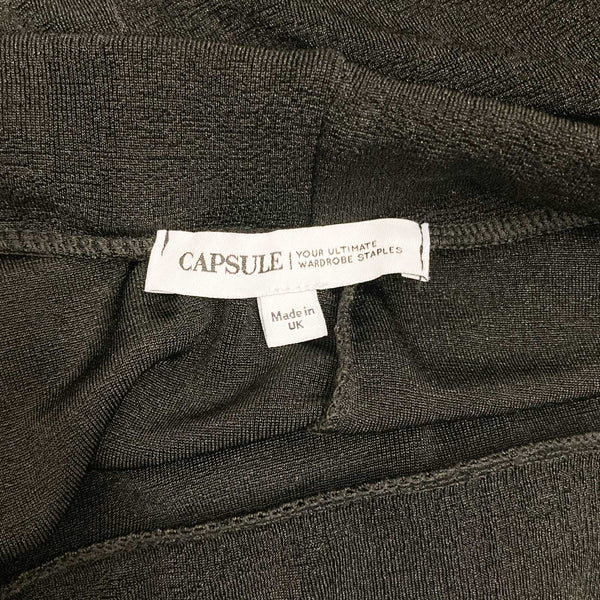 CAPSULE | YOUR ULTIMATE
WARDROBE STAPLES
Made in
UK